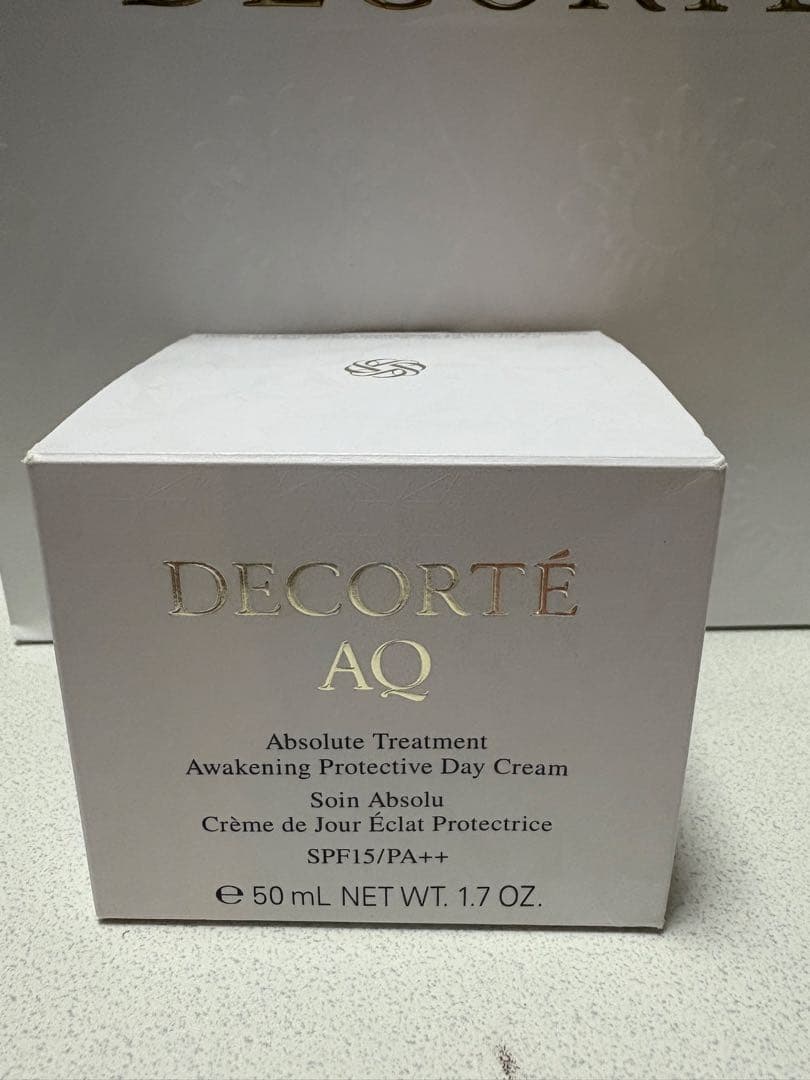 DECORTÉ
DECORTÉ
AQ
Absolute Treatment
Awakening Protective Day Cream
Soin Absolu
Crème de Jour Éclat Protectrice
SPF15/PA++
℮ 50 mL NET WT. 1.7 OZ.